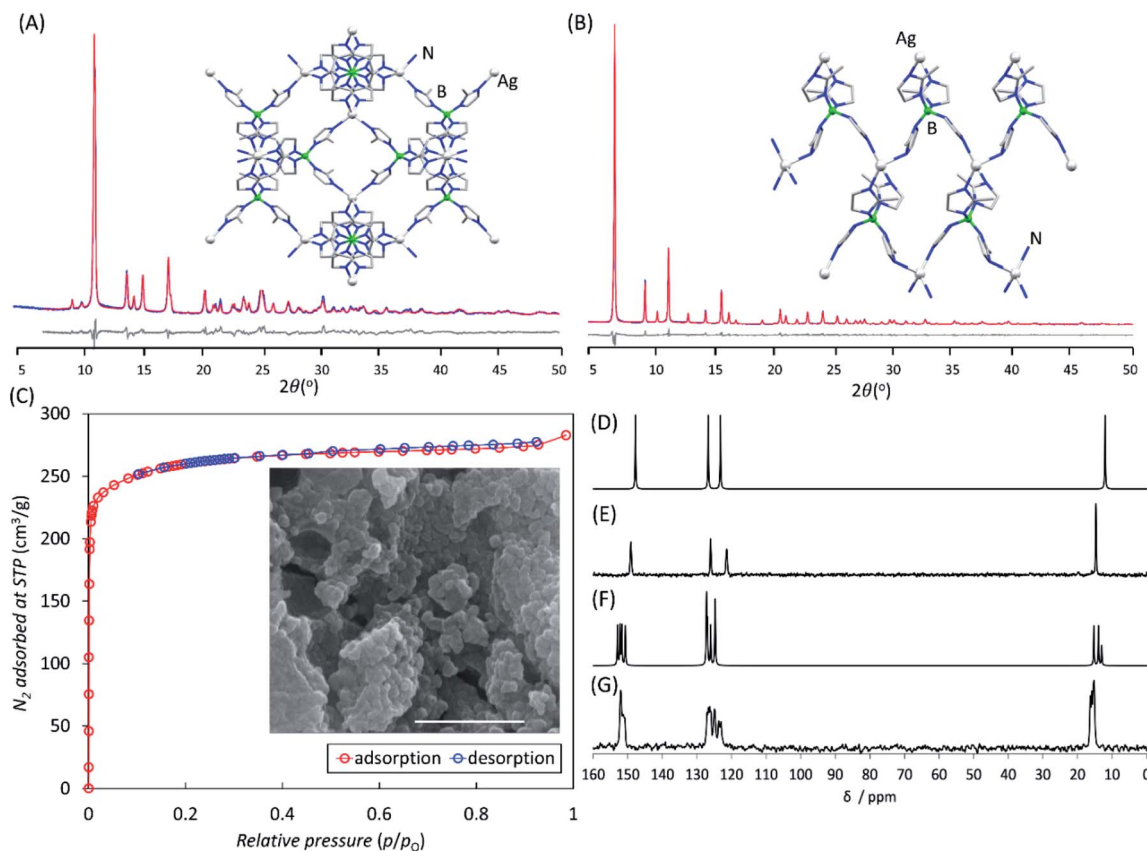 (A)
N
B
Ag
5 10 15 20 25 30 35 40 45 50
2θ(°)
(B)
Ag
B
N
5 10 15 20 25 30 35 40 45 50
2θ(°)
(C)
300
250
200
150
100
50
0
N₂ adsorbed at STP (cm³/g)
adsorption desorption
0 0.2 0.4 0.6 0.8 1
Relative pressure (p/p₀)
(D)
(E)
(F)
(G)
160 150 140 130 120 110 100 90 80 70 60 50 40 30 20 10 0
δ / ppm